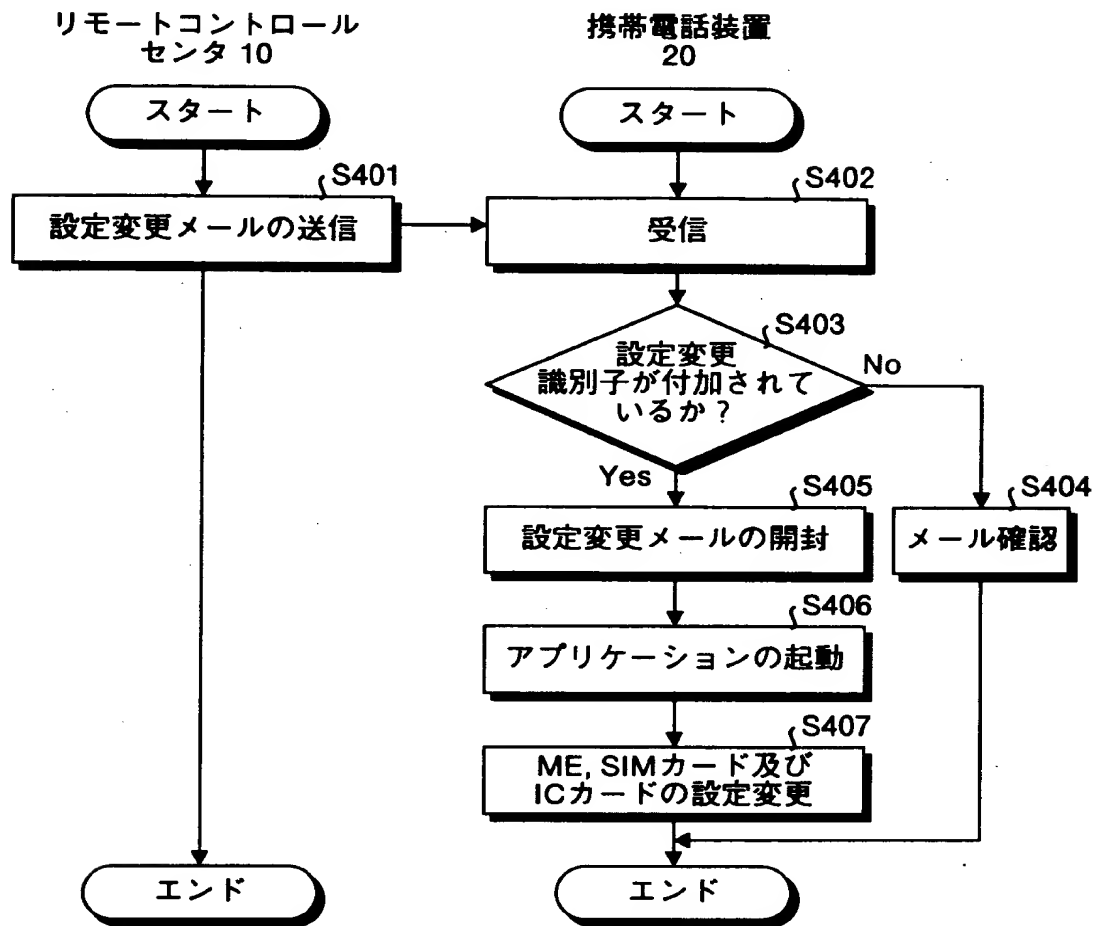 リモートコントロール
センタ 10
携帯電話装置
20
スタート
スタート
S401
設定変更メールの送信
S402
受信
S403
設定変更
識別子が付加されて
いるか？
No
Yes
S405
設定変更メールの開封
S404
メール確認
S406
アプリケーションの起動
S407
ME, SIMカード及び
ICカードの設定変更
エンド
エンド